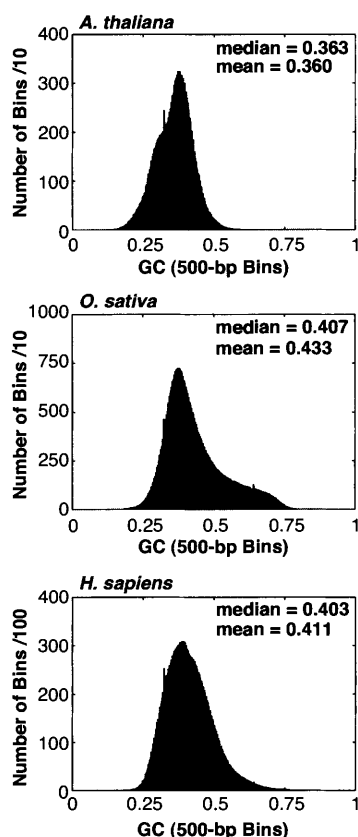 A. thaliana
median = 0.363
mean = 0.360
Number of Bins /10
400
300
200
100
0
0 0.25 0.50 0.75 1
GC (500-bp Bins)
O. sativa
median = 0.407
mean = 0.433
Number of Bins /10
1000
750
500
250
0
0 0.25 0.50 0.75 1
GC (500-bp Bins)
H. sapiens
median = 0.403
mean = 0.411
Number of Bins /100
400
300
200
100
0
0 0.25 0.50 0.75 1
GC (500-bp Bins)